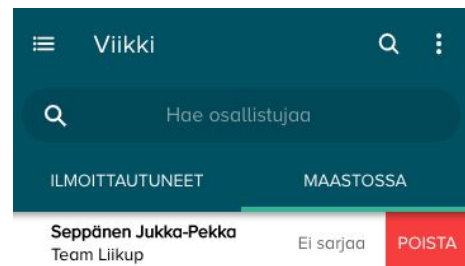 Viikki
Hae osallistujaa
ILMOITTAUTUNEET MAASTOSSA
Seppänen Jukka-Pekka
Team Liikup
Ei sarjaa POISTA